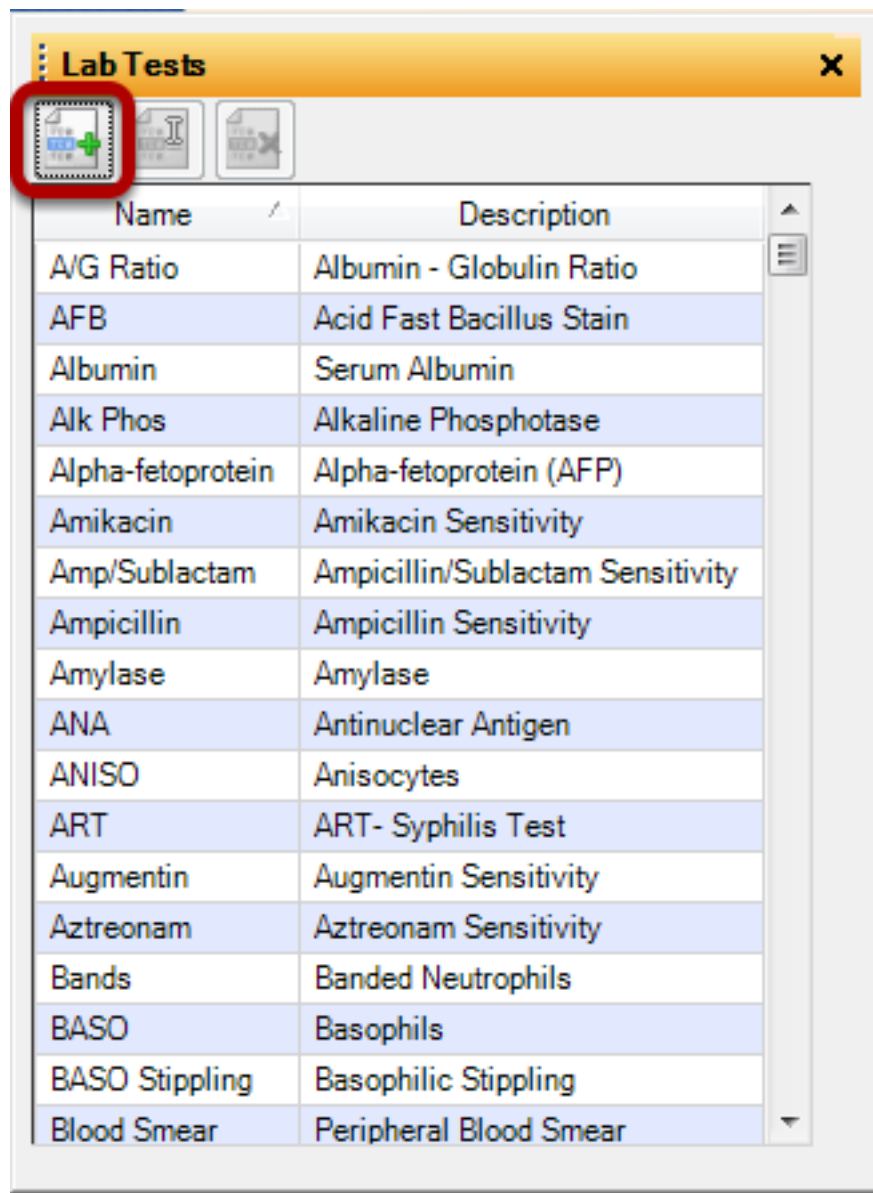 Lab Tests
Name Description
A/G Ratio Albumin - Globulin Ratio
AFB Acid Fast Bacillus Stain
Albumin Serum Albumin
Alk Phos Alkaline Phosphotase
Alpha-fetoprotein Alpha-fetoprotein (AFP)
Amikacin Amikacin Sensitivity
Amp/Sublactam Ampicillin/Sublactam Sensitivity
Ampicillin Ampicillin Sensitivity
Amylase Amylase
ANA Antinuclear Antigen
ANISO Anisocytes
ART ART- Syphilis Test
Augmentin Augmentin Sensitivity
Aztreonam Aztreonam Sensitivity
Bands Banded Neutrophils
BASO Basophils
BASO Stippling Basophilic Stippling
Blood Smear Peripheral Blood Smear